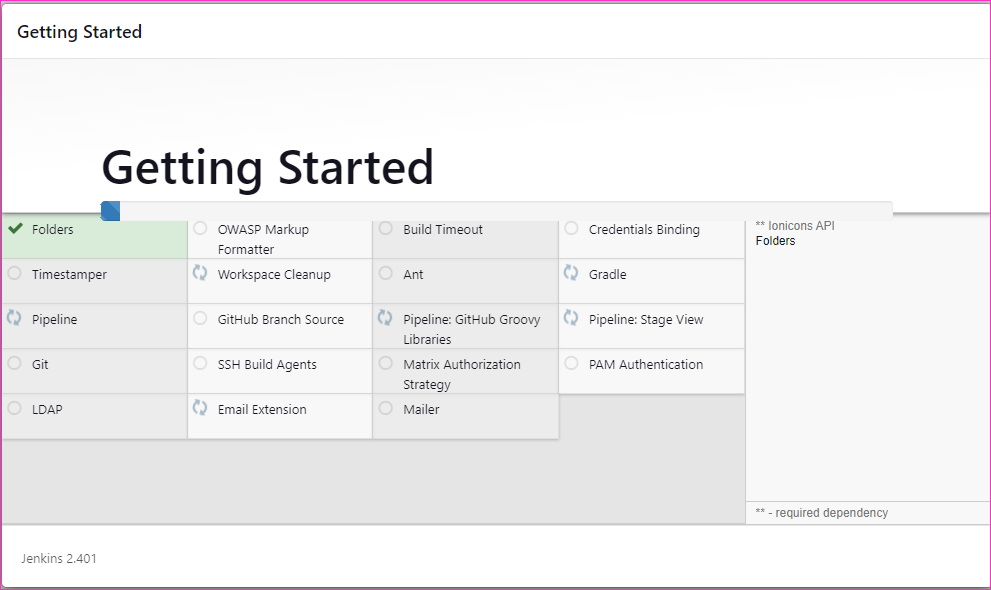 Getting Started
Getting Started
Folders
OWASP Markup
Formatter
Build Timeout
Credentials Binding
Timestamper
Workspace Cleanup
Ant
Gradle
Pipeline
GitHub Branch Source
Pipeline: GitHub Groovy
Libraries
Pipeline: Stage View
Git
SSH Build Agents
Matrix Authorization
Strategy
PAM Authentication
LDAP
Email Extension
Mailer
** Ionicons API
Folders
** - required dependency
Jenkins 2.401